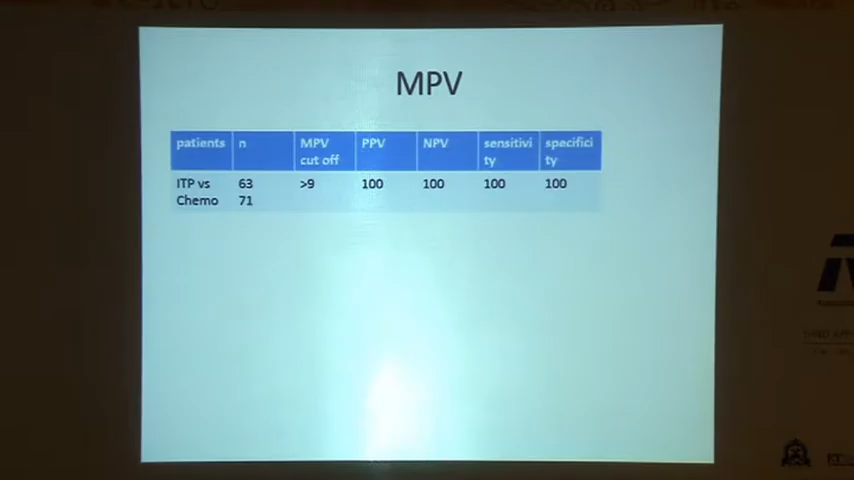 MPV
patients n MPV cut off PPV NPV sensitivi ty specifici ty
ITP vs Chemo 63 71 >9 100 100 100 100